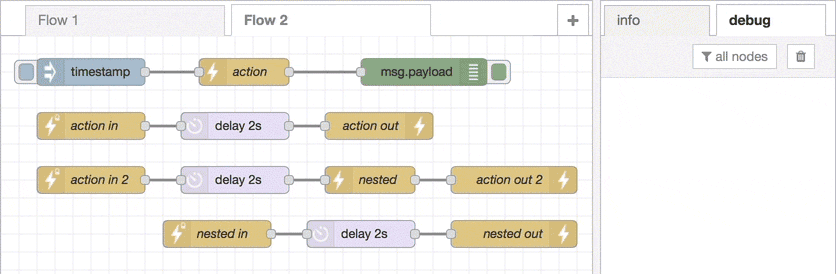 Flow 1
Flow 2
+
info
debug
all nodes
timestamp
action
msg.payload
action in
delay 2s
action out
action in 2
delay 2s
nested
action out 2
nested in
delay 2s
nested out